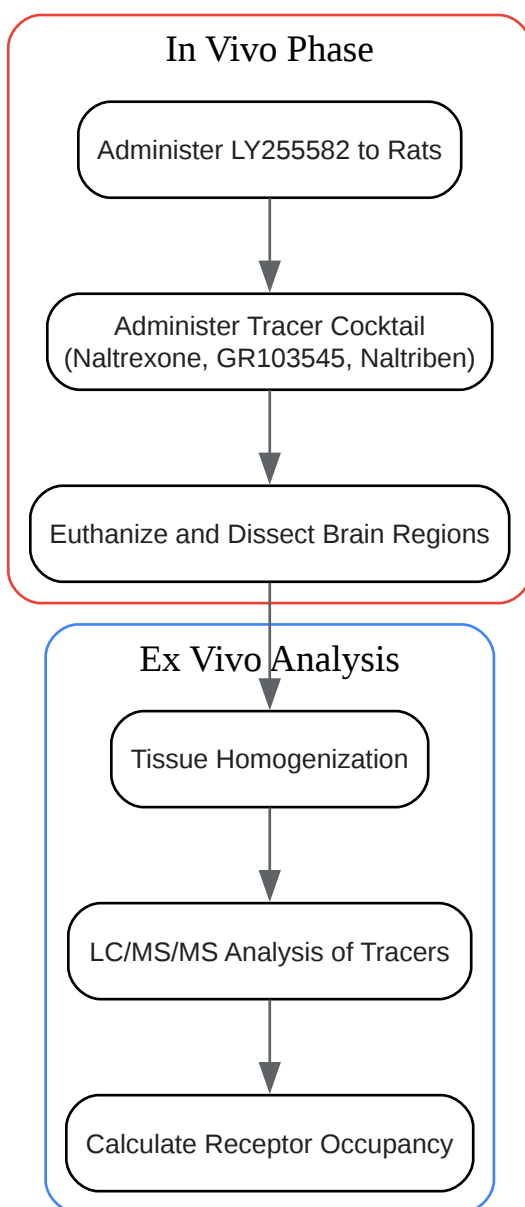 In Vivo Phase
Administer LY255582 to Rats
Administer Tracer Cocktail
(Naltrexone, GR103545, Naltriben)
Euthanize and Dissect Brain Regions
Ex Vivo Analysis
Tissue Homogenization
LC/MS/MS Analysis of Tracers
Calculate Receptor Occupancy